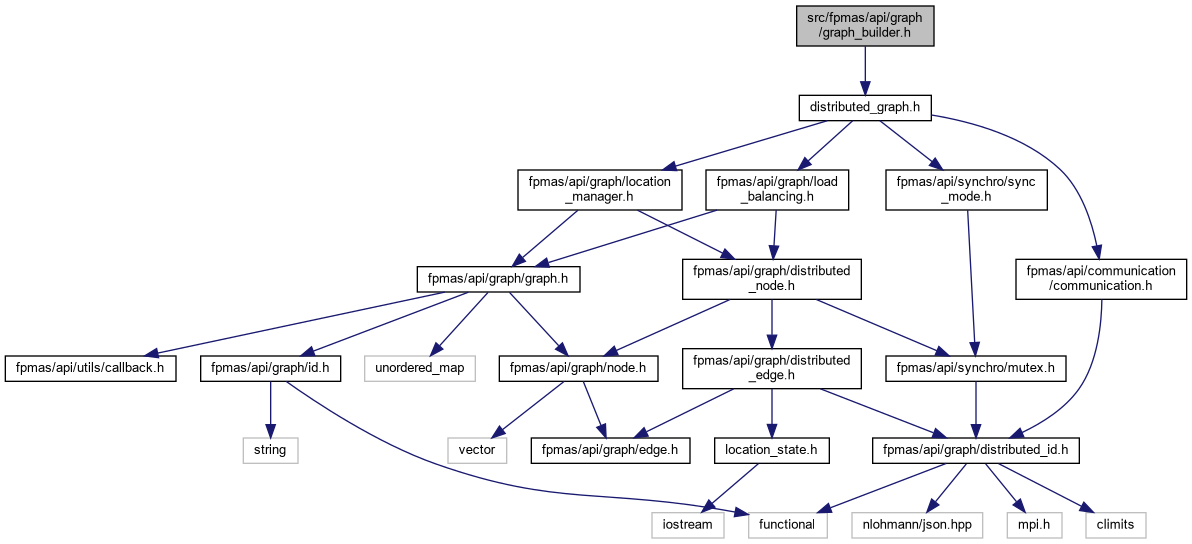 src/fpmas/api/graph
/graph_builder.h
distributed_graph.h
fpmas/api/graph/location
_manager.h
fpmas/api/graph/load
_balancing.h
fpmas/api/synchro/sync
_mode.h
fpmas/api/graph/graph.h
fpmas/api/graph/distributed
_node.h
fpmas/api/communication
/communication.h
fpmas/api/utils/callback.h
fpmas/api/graph/id.h
unordered_map
fpmas/api/graph/node.h
fpmas/api/graph/distributed
_edge.h
fpmas/api/synchro/mutex.h
string
vector
fpmas/api/graph/edge.h
location_state.h
fpmas/api/graph/distributed_id.h
iostream
functional
nlohmann/json.hpp
mpi.h
climits